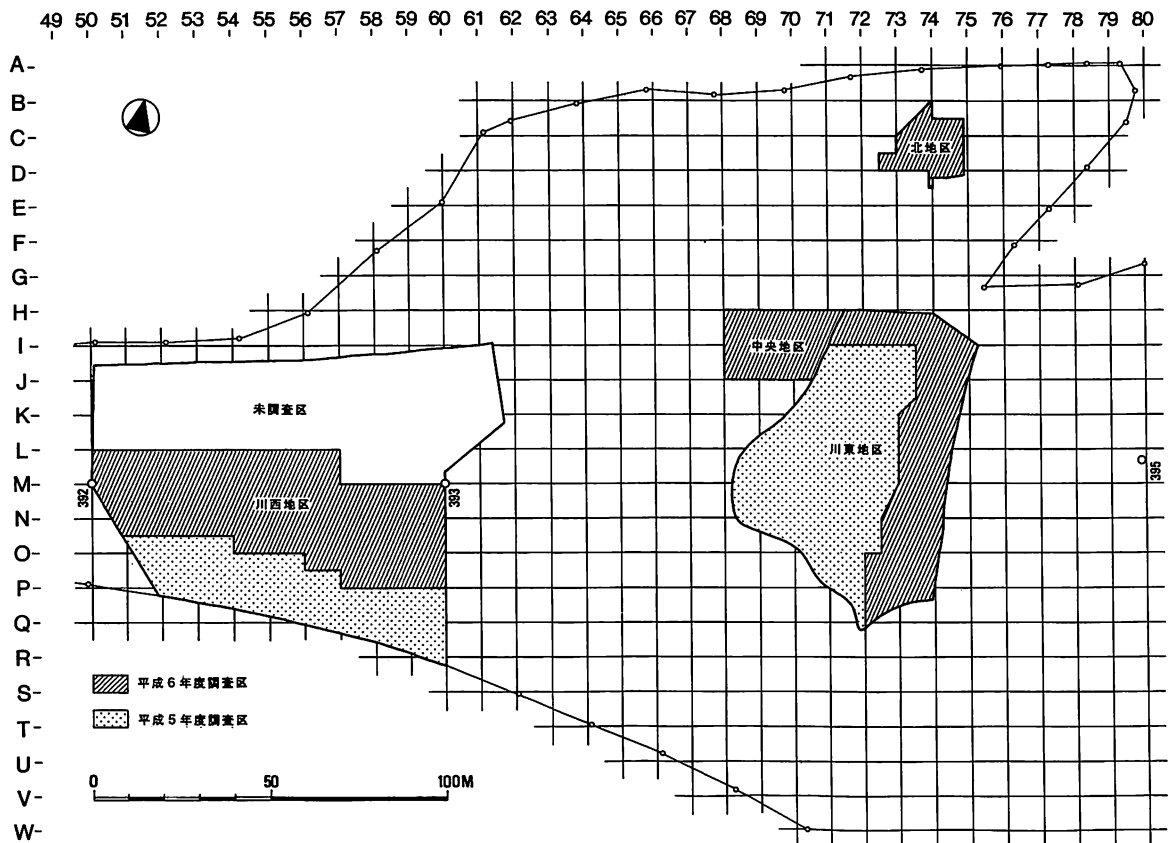 49 50 51 52 53 54 55 56 57 58 59 60 61 62 63 64 65 66 67 68 69 70 71 72 73 74 75 76 77 78 79 80
A-
B-
C-
D-
E-
F-
G-
H-
I-
J-
K-
L-
M-
N-
O-
P-
Q-
R-
S-
T-
U-
V-
W-
北地区
中央地区
未調査区
川東地区
川西地区
392
393
395
平成6年度調査区
平成5年度調査区
0 50 100M